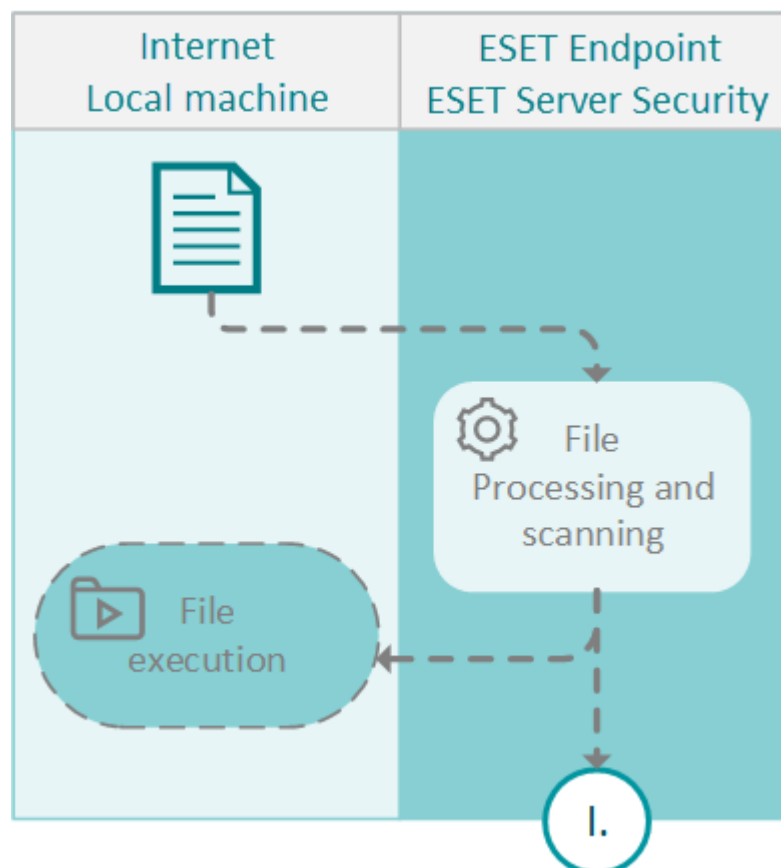 Internet
Local machine
ESET Endpoint
ESET Server Security
File
Processing and
scanning
File
execution
I.